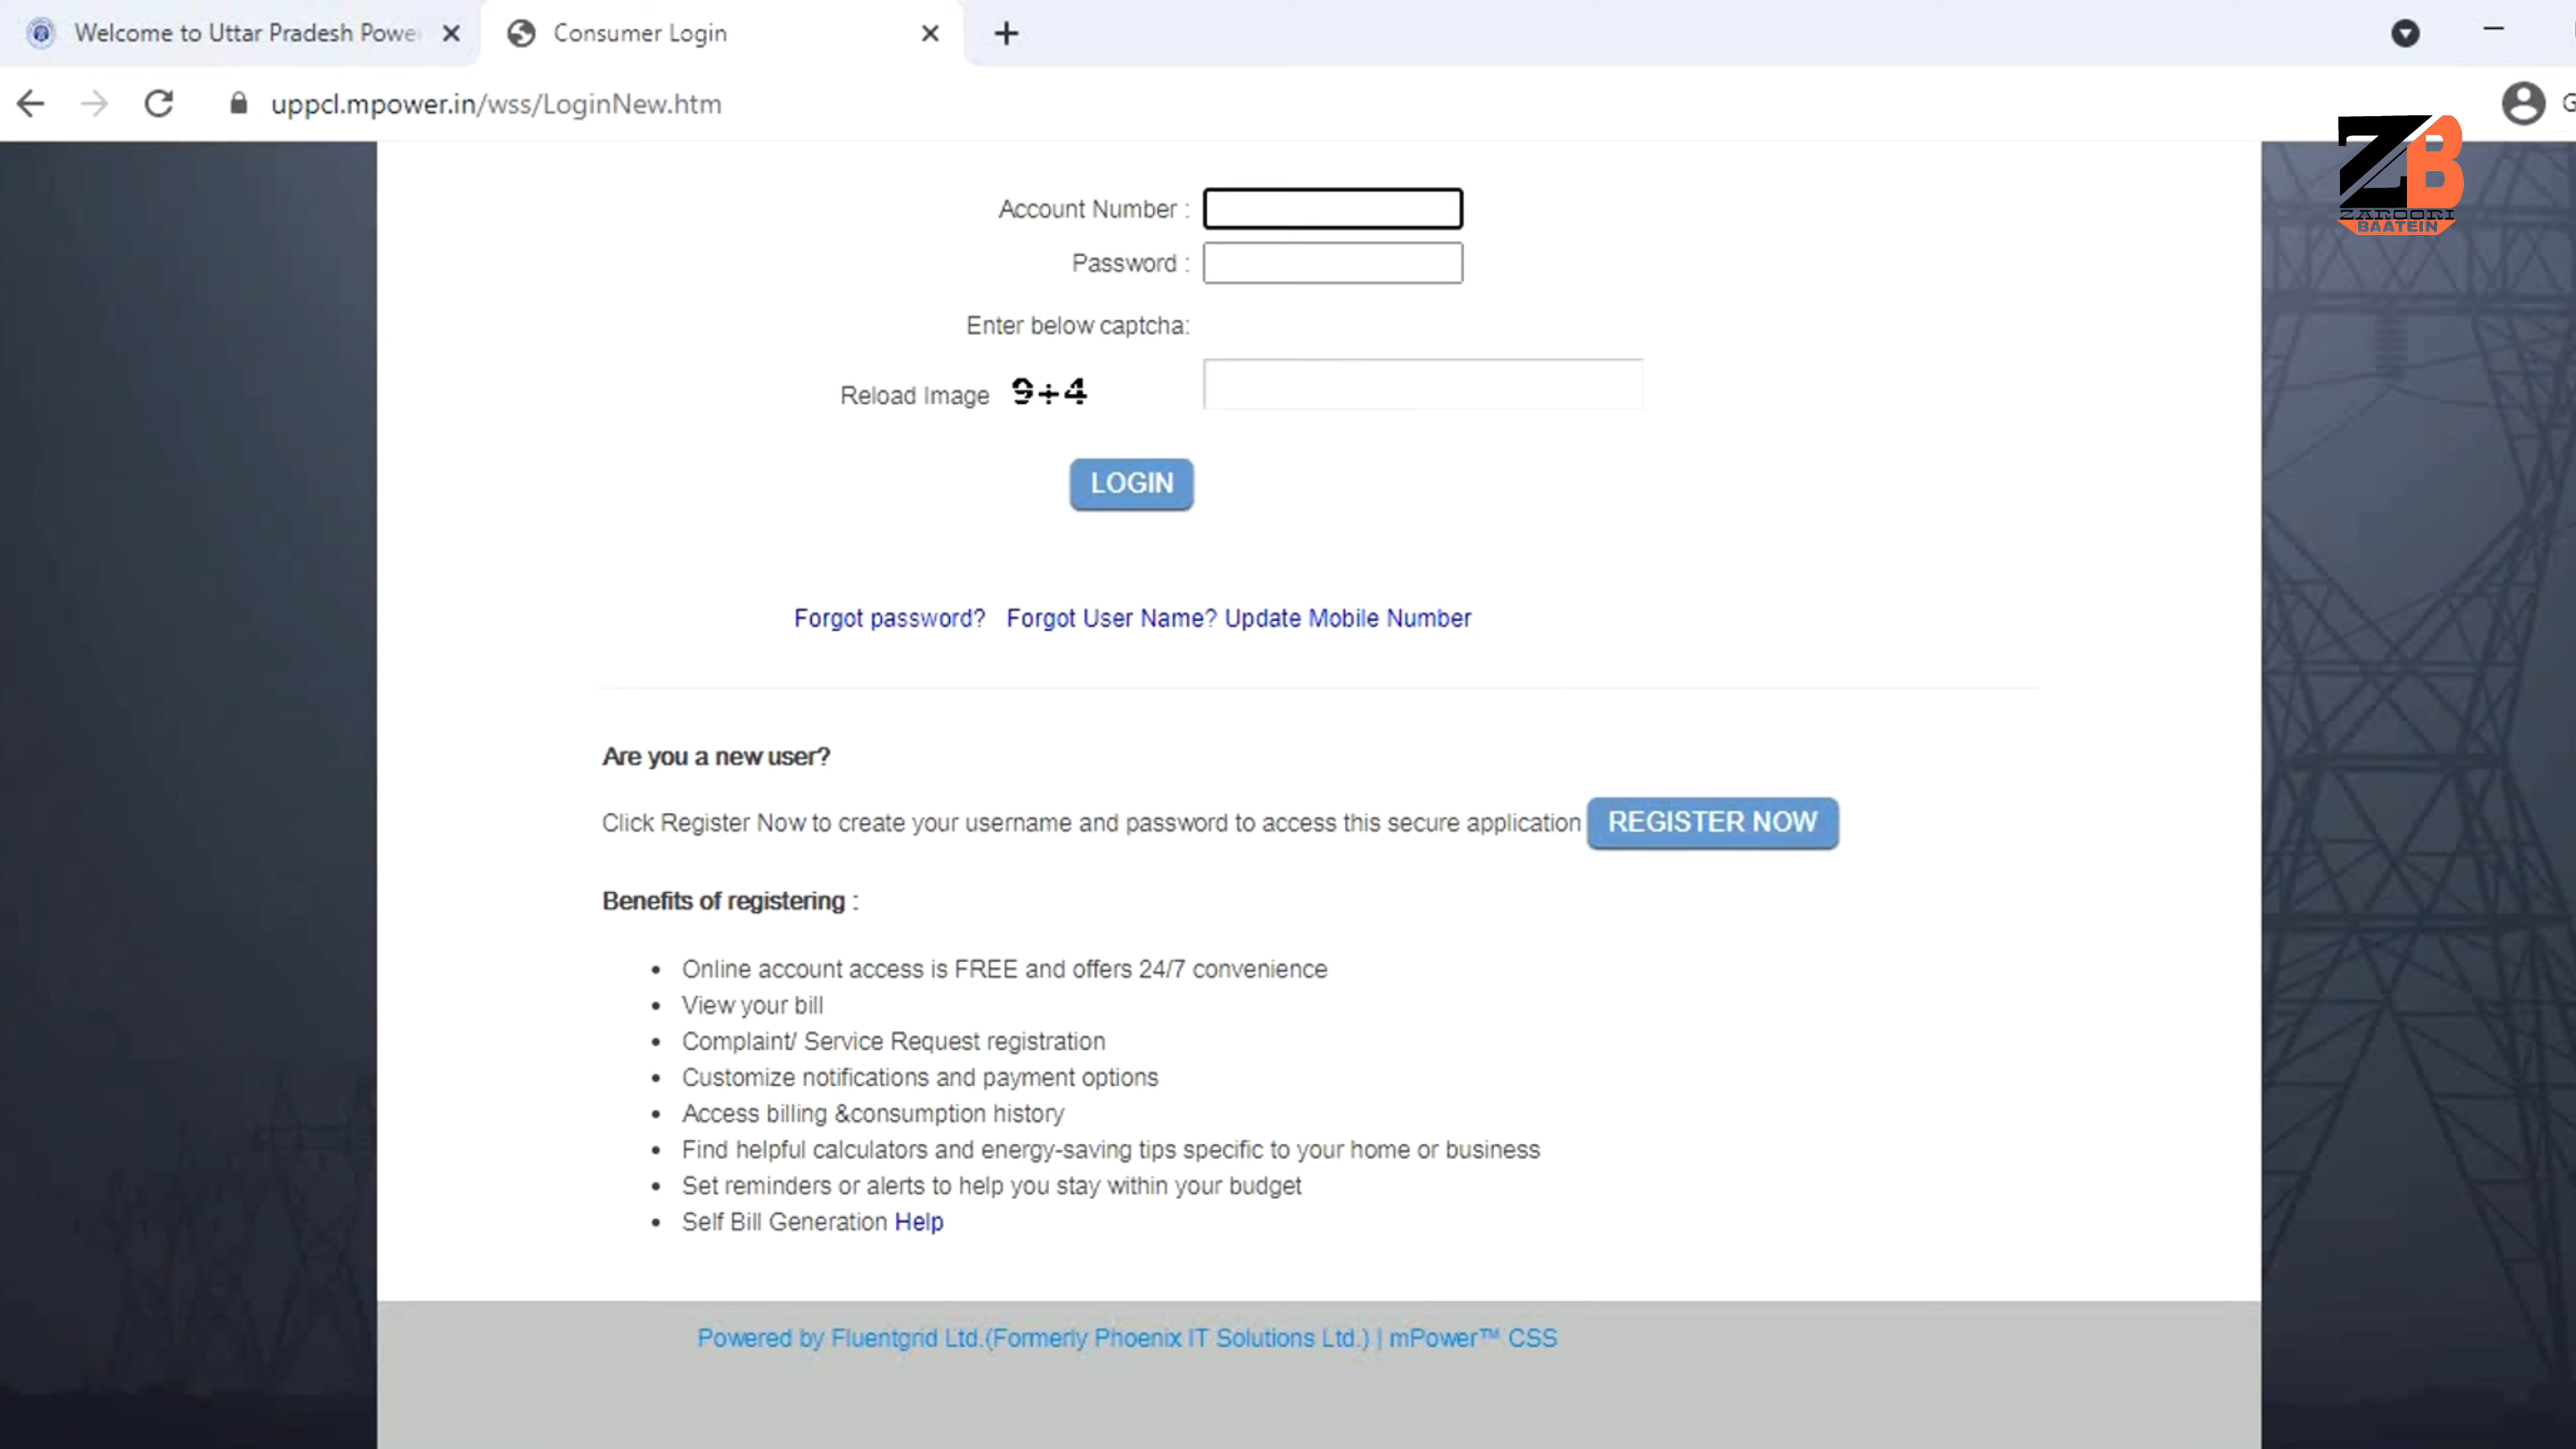 Welcome to Uttar Pradesh Powe
Consumer Login
uppcl.mpower.in/wss/LoginNew.htm
G
ZB
ZAROORI
BAATEIN
Account Number :
Password :
Enter below captcha:
Reload Image 9+4
LOGIN
Forgot password? Forgot User Name? Update Mobile Number
Are you a new user?
Click Register Now to create your username and password to access this secure application REGISTER NOW
Benefits of registering :
• Online account access is FREE and offers 24/7 convenience
• View your bill
• Complaint/ Service Request registration
• Customize notifications and payment options
• Access billing &consumption history
• Find helpful calculators and energy-saving tips specific to your home or business
• Set reminders or alerts to help you stay within your budget
• Self Bill Generation Help
Powered by Fluentgrid Ltd.(Formerly Phoenix IT Solutions Ltd.) | mPower™ CSS